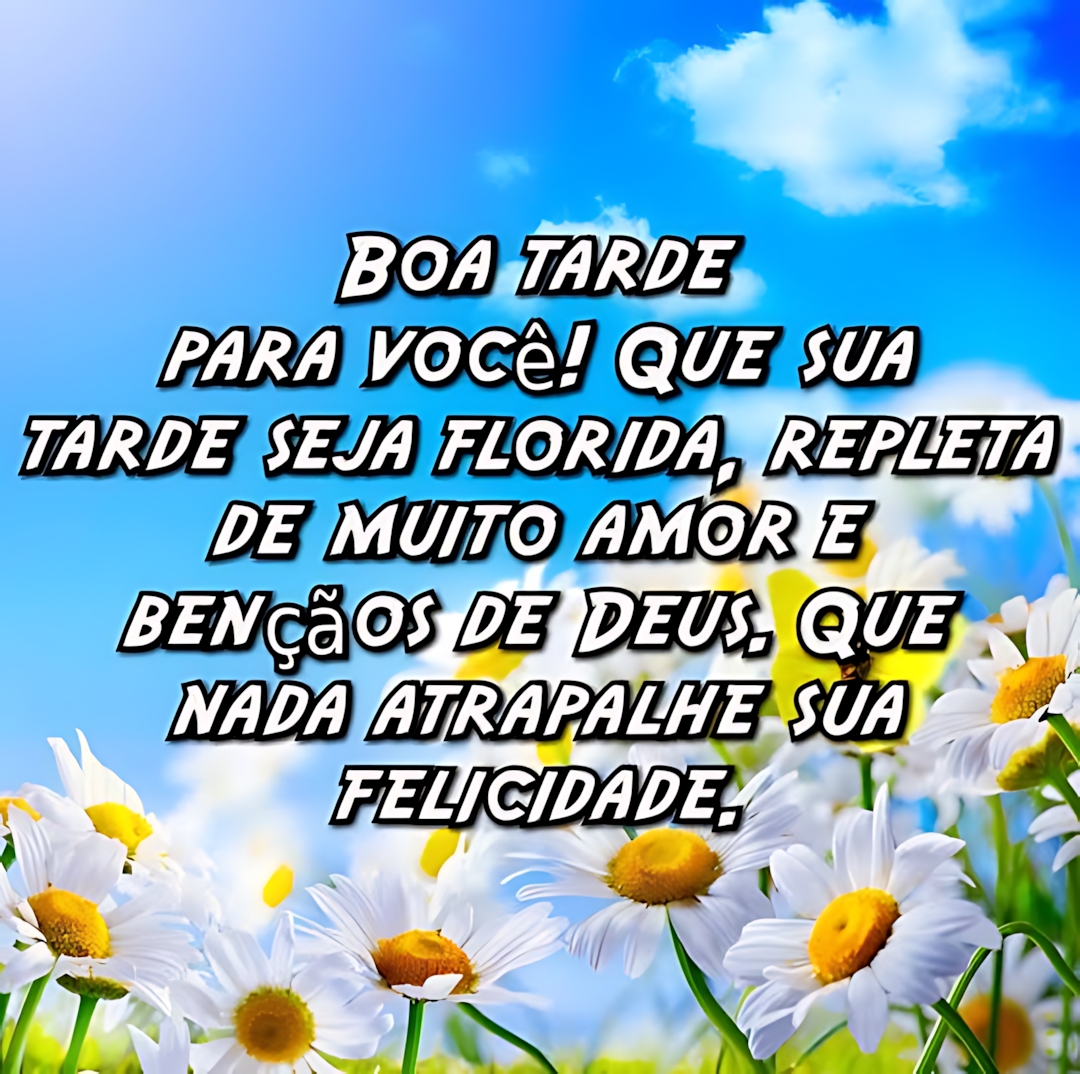 Boa tarde
para você! Que sua
tarde seja florida, repleta
de muito amór e
bençãos de Deus. Que
nada atrapalhe sua
felicidade.